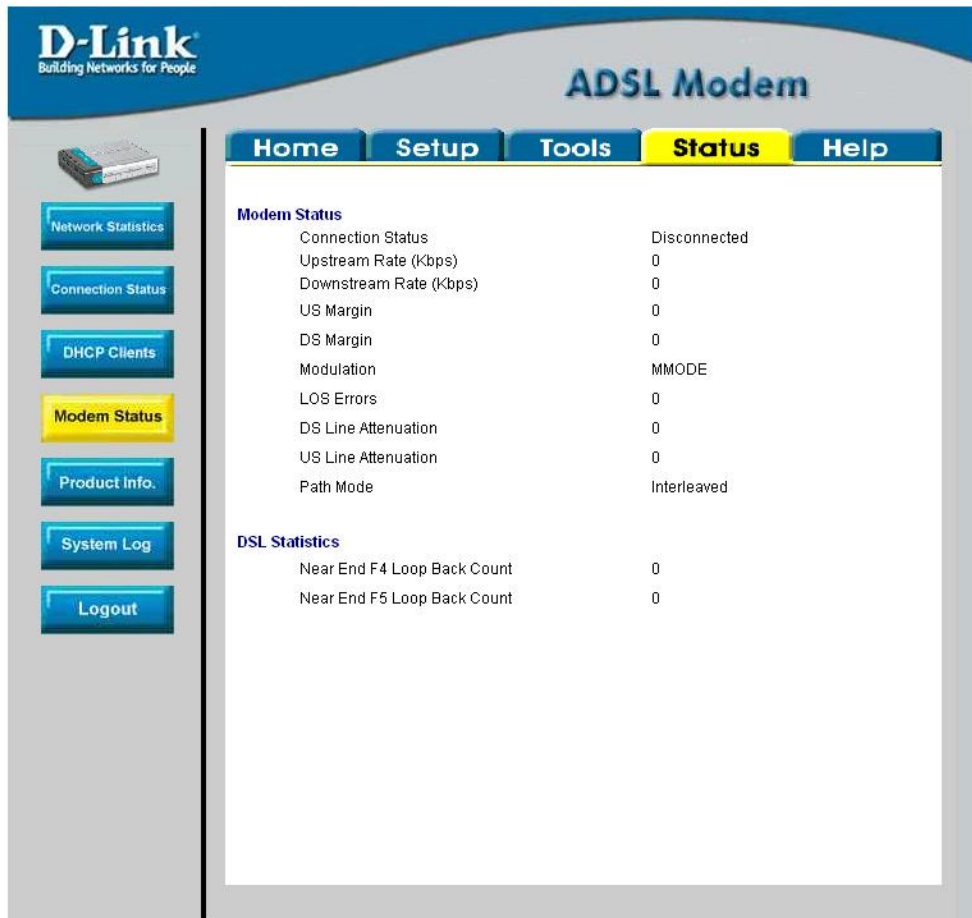 D-Link
Building Networks for People
ADSL Modem
Home Setup Tools Status Help
Network Statistics
Connection Status
DHCP Clients
Modem Status
Product Info.
System Log
Logout
Modem Status
Connection Status Disconnected
Upstream Rate (Kbps) 0
Downstream Rate (Kbps) 0
US Margin 0
DS Margin 0
Modulation MMODE
LOS Errors 0
DS Line Attenuation 0
US Line Attenuation 0
Path Mode Interleaved
DSL Statistics
Near End F4 Loop Back Count 0
Near End F5 Loop Back Count 0